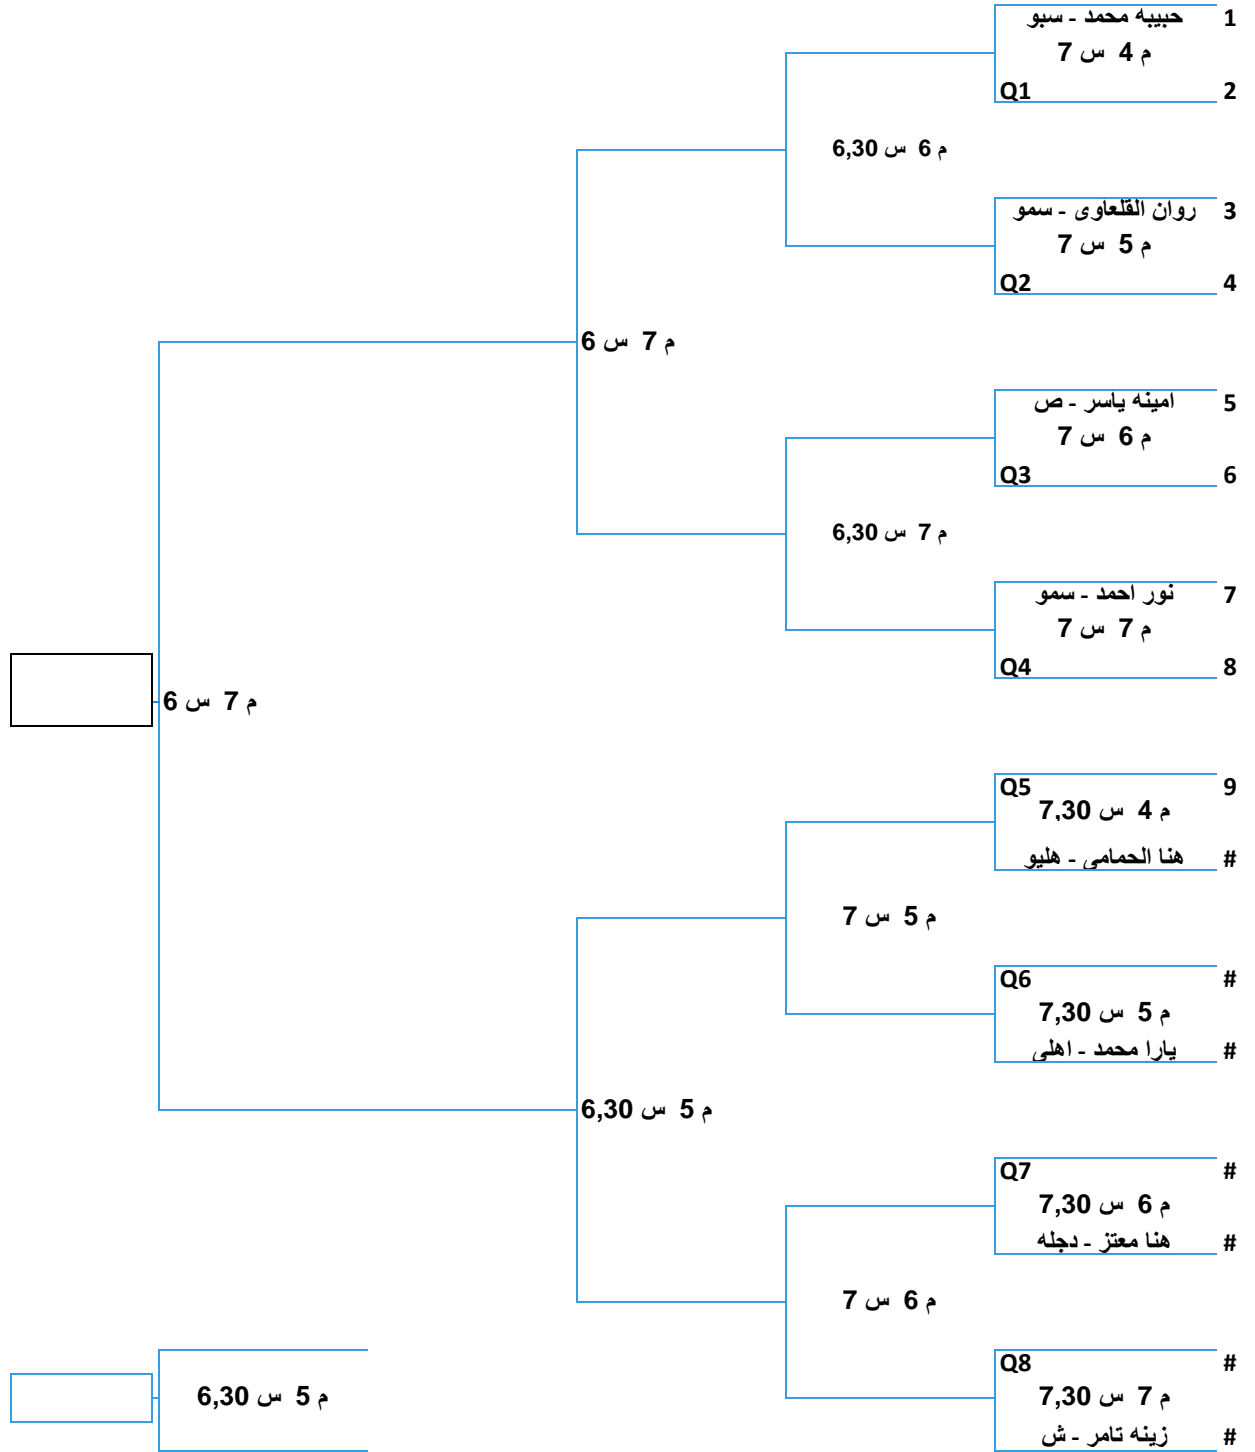 1 حبيبه محمد - سبو
م 4 س 7
2 Q1
م 6 س 6,30
3 روان القلعاوى - سمو
م 5 س 7
4 Q2
م 7 س 6
5 امينه ياسر - ص
م 6 س 7
6 Q3
م 7 س 6,30
7 نور احمد - سمو
م 7 س 7
8 Q4
م 7 س 6
9 Q5
م 4 س 7,30
# هنا الحمامى - هليو
م 5 س 7
# Q6
م 5 س 7,30
# يارا محمد - اهلى
م 5 س 6,30
# Q7
م 6 س 7,30
# هنا معتز - دجله
م 6 س 7
# Q8
م 7 س 7,30
# زينه تامر - ش
م 5 س 6,30